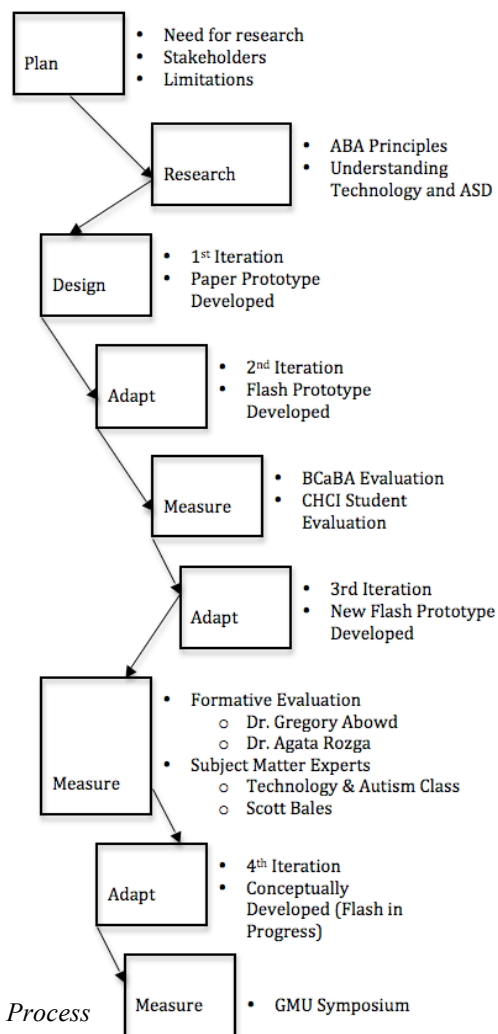 Plan
• Need for research
• Stakeholders
• Limitations
Research
• ABA Principles
• Understanding
Technology and ASD
Design
• 1st Iteration
• Paper Prototype
Developed
Adapt
• 2nd Iteration
• Flash Prototype
Developed
Measure
• BCaBA Evaluation
• CHCI Student
Evaluation
Adapt
• 3rd Iteration
• New Flash Prototype
Developed
Measure
• Formative Evaluation
o Dr. Gregory Abowd
o Dr. Agata Rozga
• Subject Matter Experts
o Technology & Autism Class
o Scott Bales
Adapt
• 4th Iteration
• Conceptually
Developed (Flash in
Progress)
Process
Measure
• GMU Symposium